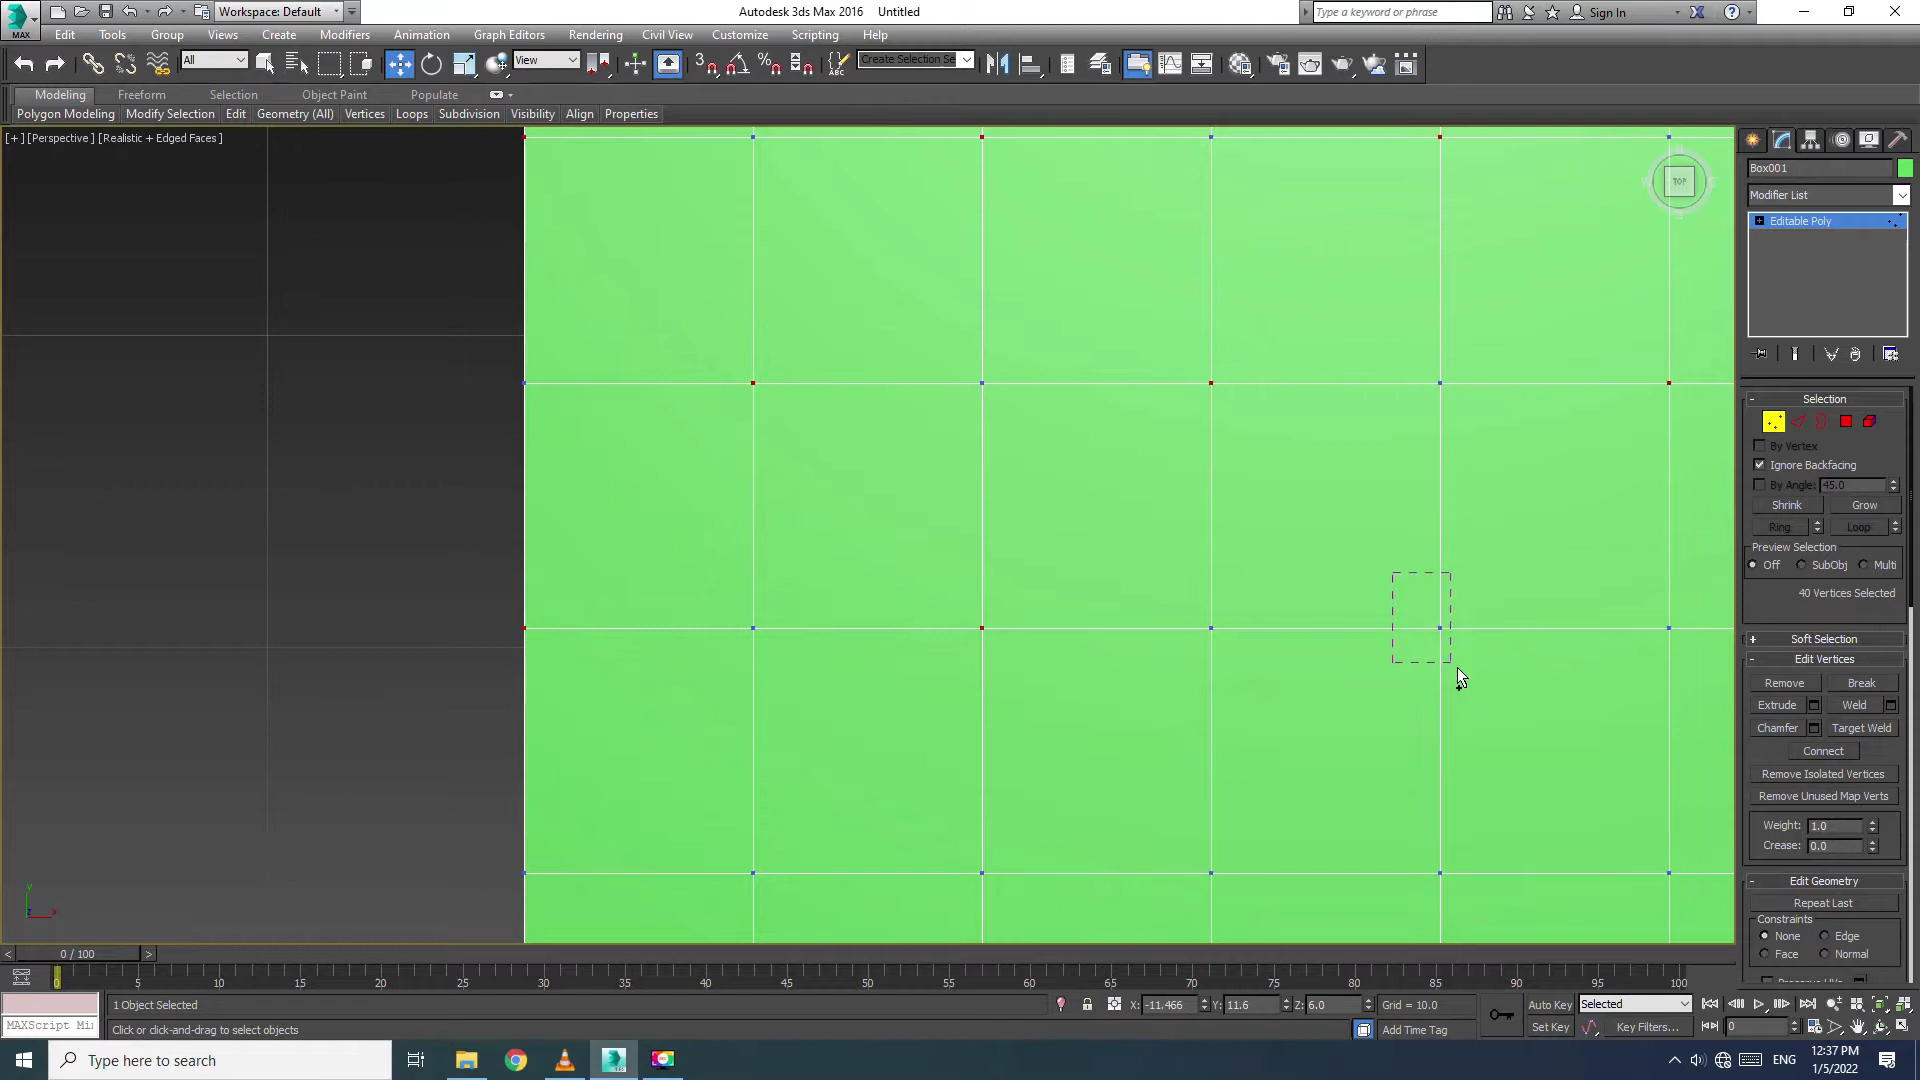 Workspace: Default
Autodesk 3ds Max 2016 Untitled
Type a keyword or phrase
Sign In
MAX
Edit Tools Group Views Create Modifiers Animation Graph Editors Rendering Civil View Customize Scripting Help
All
View
3
ABC
Create Selection Se
Modeling Freeform Selection Object Paint Populate
Polygon Modeling Modify Selection Edit Geometry (All) Vertices Loops Subdivision Visibility Align Properties
[+] [Perspective] [Realistic + Edged Faces]
TOP
Box001
Modifier List
Editable Poly
Selection
By Vertex
Ignore Backfacing
By Angle: 45.0
Shrink Grow
Ring Loop
Preview Selection
Off SubObj Multi
40 Vertices Selected
Soft Selection
Edit Vertices
Remove Break
Extrude Weld
Chamfer Target Weld
Connect
Remove Isolated Vertices
Remove Unused Map Verts
Weight: 1.0
Crease: 0.0
Edit Geometry
Repeat Last
Constraints
None Edge
Face Normal
y
x
z
< 0 / 100 >
0 5 10 15 20 25 30 35 40 45 50 55 60 65 70 75 80 85 90 95 100
1 Object Selected
X: -11.466 Y: 11.6 Z: 6.0 Grid = 10.0
Auto Key Selected
MAXScript Mi
Click or click-and-drag to select objects
Add Time Tag
Set Key Key Filters...
0
Type here to search
ENG
12:37 PM
1/5/2022